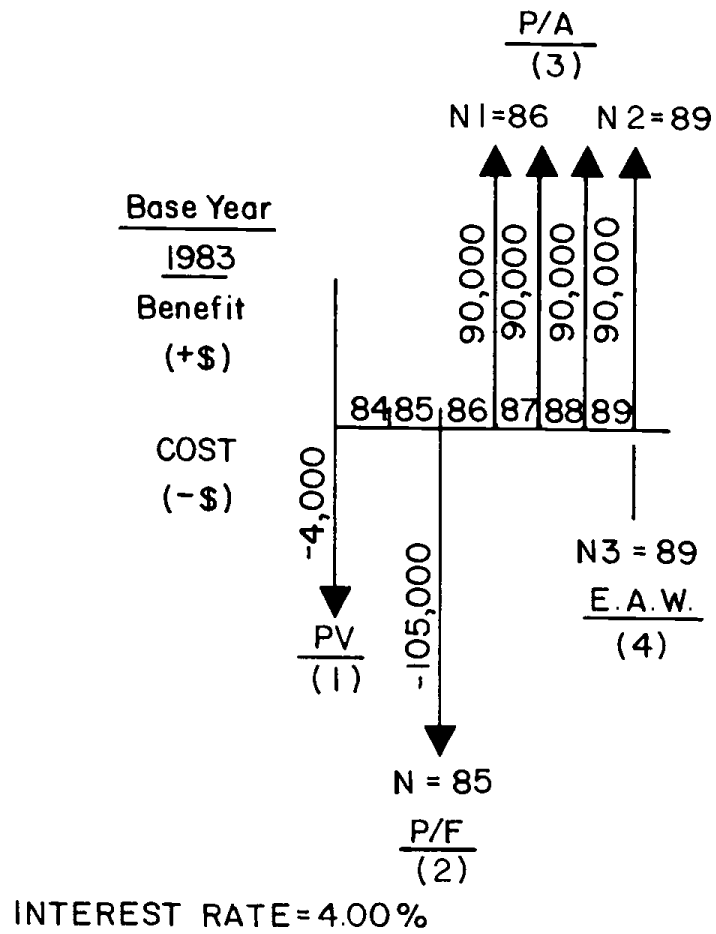 P/A
(3)
N1=86 N2=89
Base Year
1983
Benefit
(+$)
90,000 90,000 90,000 90,000
84 85 86 87 88 89
COST
(-$)
-4,000
-105,000
N3 = 89
E.A.W.
(4)
PV
(1)
N = 85
P/F
(2)
INTEREST RATE=4.00%